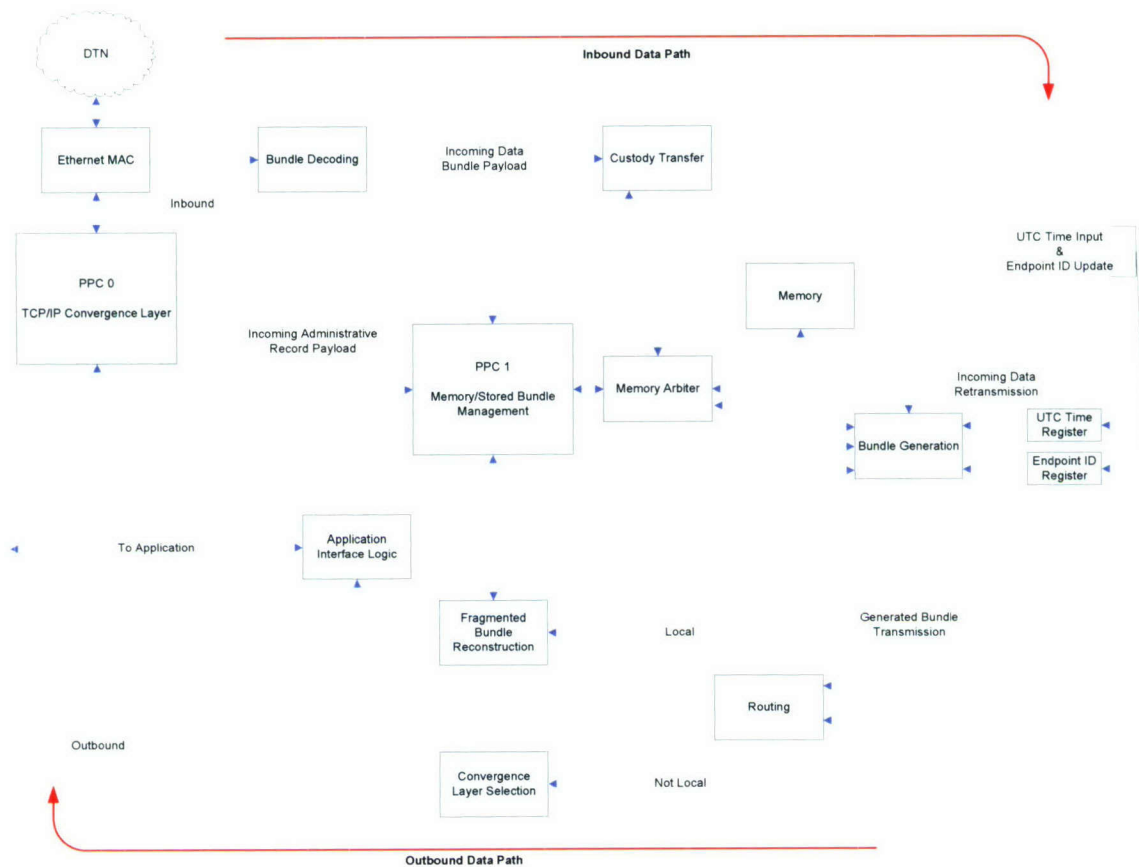 DTN
Inbound Data Path
Ethernet MAC
Bundle Decoding
Incoming Data
Bundle Payload
Custody Transfer
Inbound
PPC 0
TCP/IP Convergence Layer
UTC Time Input
&
Endpoint ID Update
Memory
Incoming Administrative
Record Payload
PPC 1
Memory/Stored Bundle
Management
Memory Arbiter
Incoming Data
Retransmission
Bundle Generation
UTC Time
Register
Endpoint ID
Register
To Application
Application
Interface Logic
Fragmented
Bundle
Reconstruction
Local
Generated Bundle
Transmission
Routing
Outbound
Convergence
Layer Selection
Not Local
Outbound Data Path